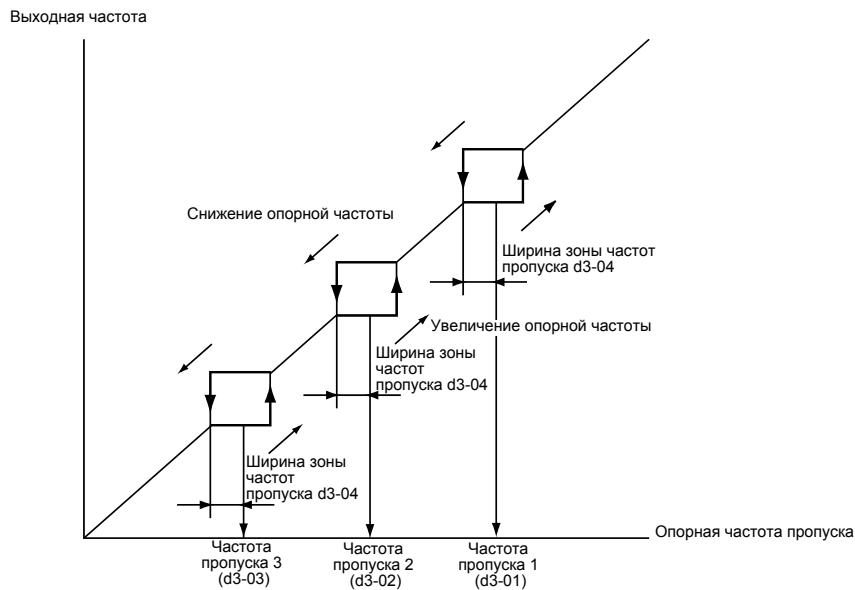 Выходная частота
Снижение опорной частоты
Ширина зоны частот
пропуска d3-04
Увеличение опорной частоты
Ширина зоны
частот
пропуска d3-04
Ширина зоны
частот
пропуска d3-04
Опорная частота пропуска
Частота
пропуска 3
(d3-03)
Частота
пропуска 2
(d3-02)
Частота
пропуска 1
(d3-01)